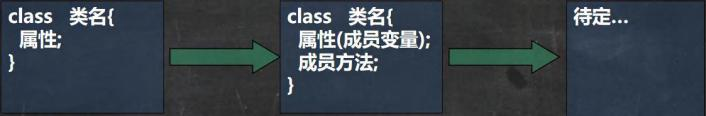 class 类名{
属性;
}
class 类名{
属性(成员变量);
成员方法;
}
待定...